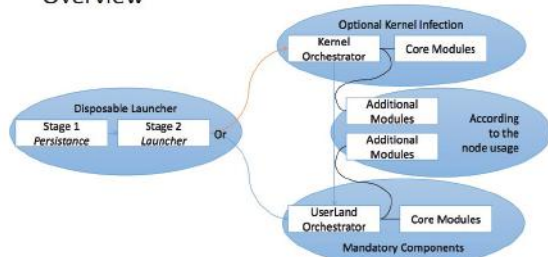 Overview
Optional Kernel Infection
Kernel
Orchestrator
Core Modules
Disposable Launcher
Stage 1
Persistance
Stage 2
Launcher
Or
Additional
Modules
Additional
Modules
According
to the
node usage
UserLand
Orchestrator
Core Modules
Mandatory Components